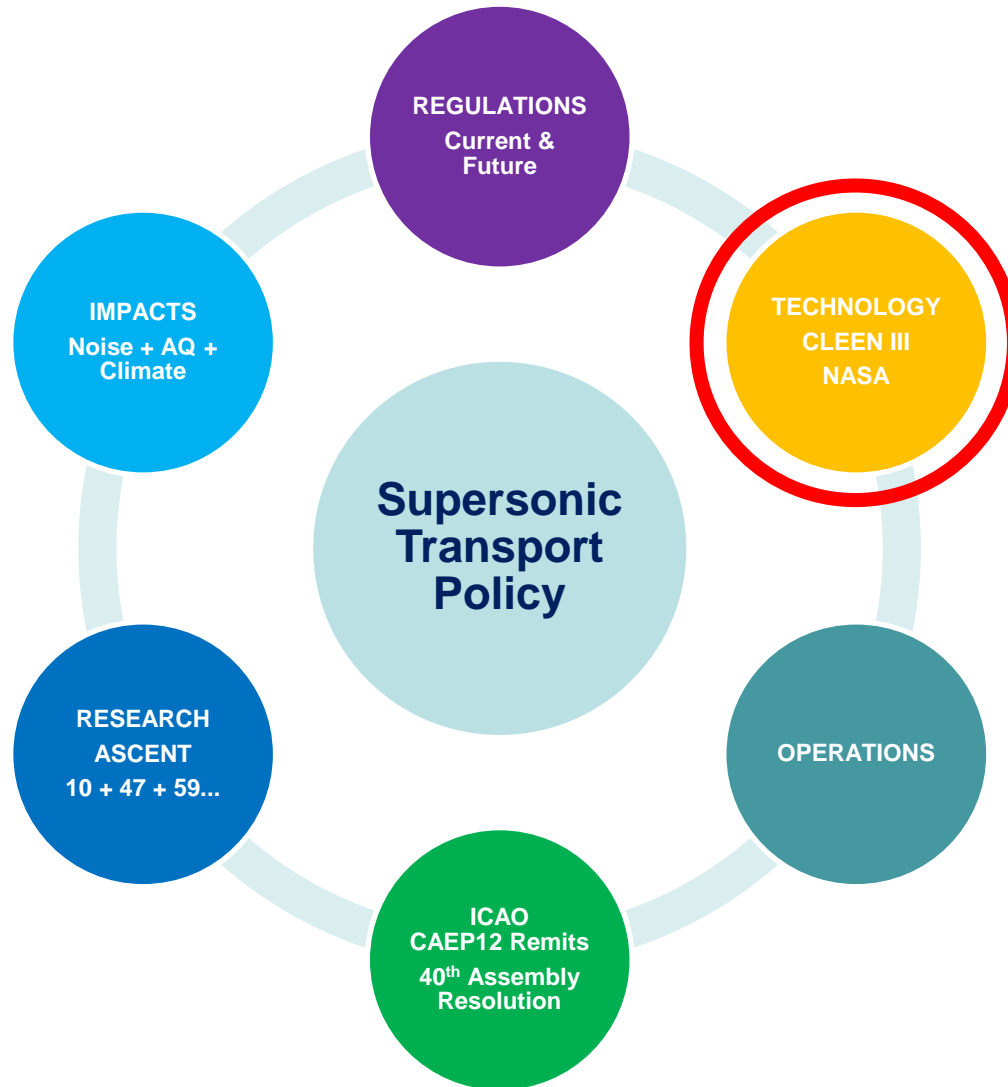 REGULATIONS
Current &
Future
TECHNOLOGY
CLEEN III
NASA
OPERATIONS
ICAO
CAEP12 Remits
40th Assembly
Resolution
RESEARCH
ASCENT
10 + 47 + 59...
IMPACTS
Noise + AQ +
Climate
Supersonic
Transport
Policy